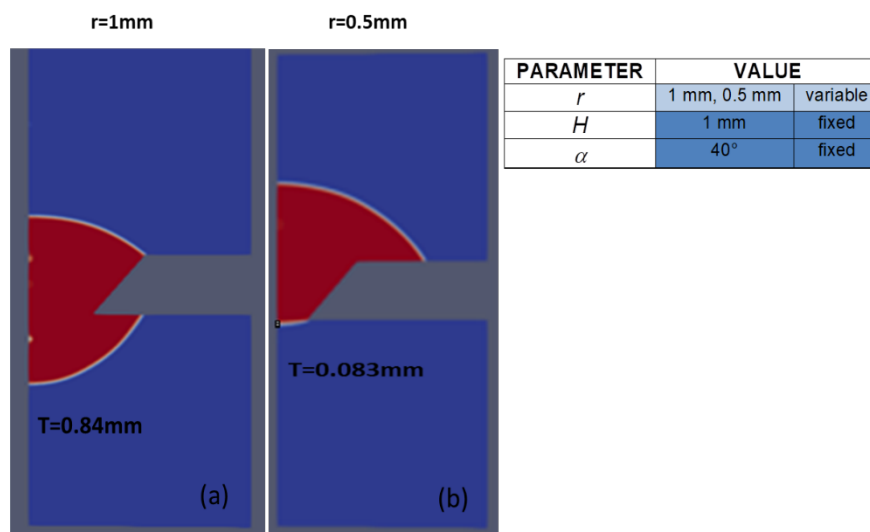 r=1mm
r=0.5mm
T=0.84mm
(a)
T=0.083mm
(b)
PARAMETER VALUE
r 1 mm, 0.5 mm variable
H 1 mm fixed
α 40° fixed